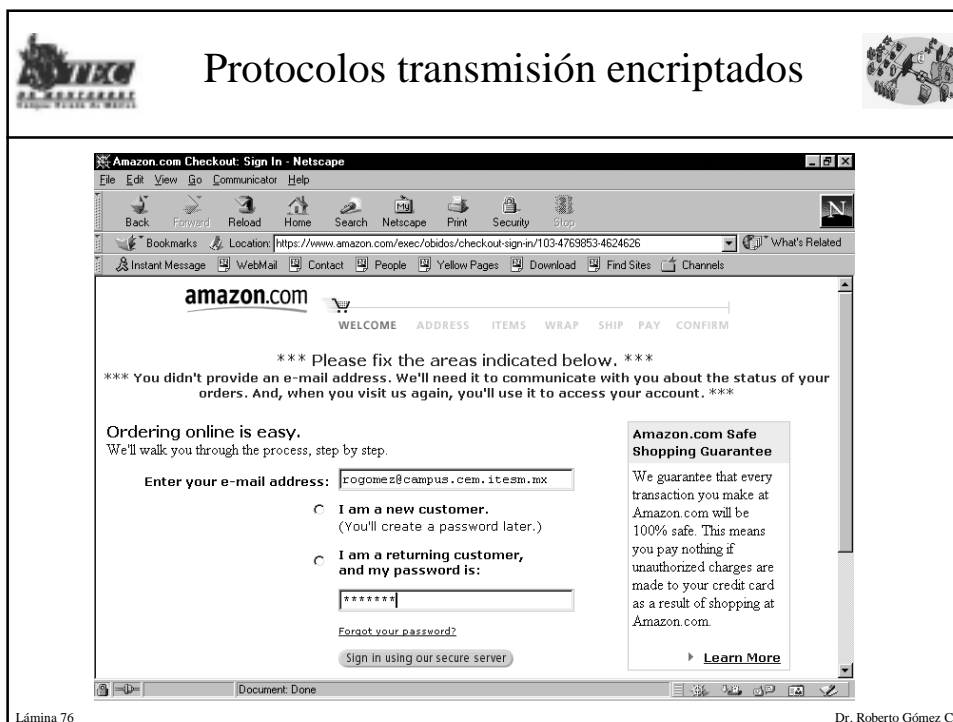 TEC
DE MONTERREY
Protocolos transmisión encriptados
Amazon.com Checkout: Sign In - Netscape
File Edit View Go Communicator Help
Back Forward Reload Home Search Netscape Print Security Stop
Bookmarks Location: https://www.amazon.com/exec/obidos/checkout-sign-in/103-4769853-4624626 What's Related
Instant Message WebMail Contact People Yellow Pages Download Find Sites Channels
amazon.com
WELCOME ADDRESS ITEMS WRAP SHIP PAY CONFIRM
*** Please fix the areas indicated below. ***
*** You didn't provide an e-mail address. We'll need it to communicate with you about the status of your
orders. And, when you visit us again, you'll use it to access your account. ***
Ordering online is easy.
We'll walk you through the process, step by step.
Enter your e-mail address: rogomez@campus.cem.itesm.mx
I am a new customer.
(You'll create a password later.)
I am a returning customer,
and my password is:
*******
Forgot your password?
Sign in using our secure server
Amazon.com Safe
Shopping Guarantee
We guarantee that every
transaction you make at
Amazon.com will be
100% safe. This means
you pay nothing if
unauthorized charges are
made to your credit card
as a result of shopping at
Amazon.com.
Learn More
Document: Done
Lámina 76
Dr. Roberto Gómez C